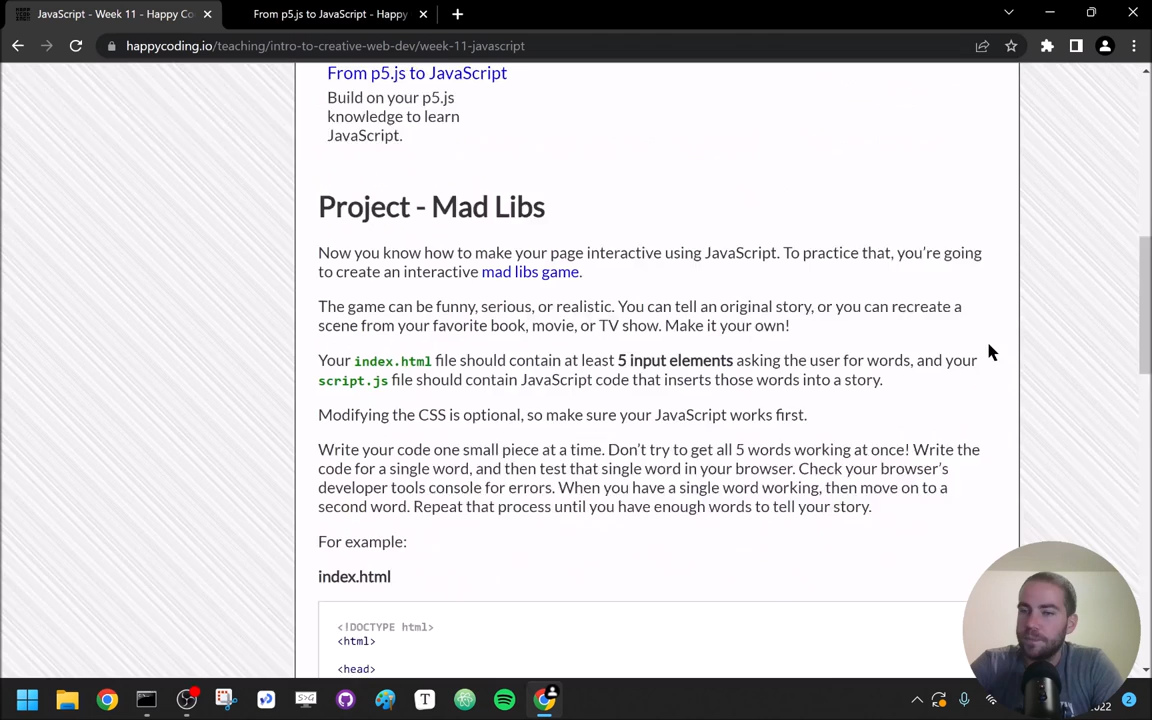 JavaScript - Week 11 - Happy Co
From p5.js to JavaScript - Happy
happycoding.io/teaching/intro-to-creative-web-dev/week-11-javascript
From p5.js to JavaScript
Build on your p5.js
knowledge to learn
JavaScript.
Project - Mad Libs
Now you know how to make your page interactive using JavaScript. To practice that, you're going
to create an interactive mad libs game.
The game can be funny, serious, or realistic. You can tell an original story, or you can recreate a
scene from your favorite book, movie, or TV show. Make it your own!
Your index.html file should contain at least 5 input elements asking the user for words, and your
script.js file should contain JavaScript code that inserts those words into a story.
Modifying the CSS is optional, so make sure your JavaScript works first.
Write your code one small piece at a time. Don't try to get all 5 words working at once! Write the
code for a single word, and then test that single word in your browser. Check your browser's
developer tools console for errors. When you have a single word working, then move on to a
second word. Repeat that process until you have enough words to tell your story.
For example:
index.html
<!DOCTYPE html>
<html>
<head>
T
2022
2